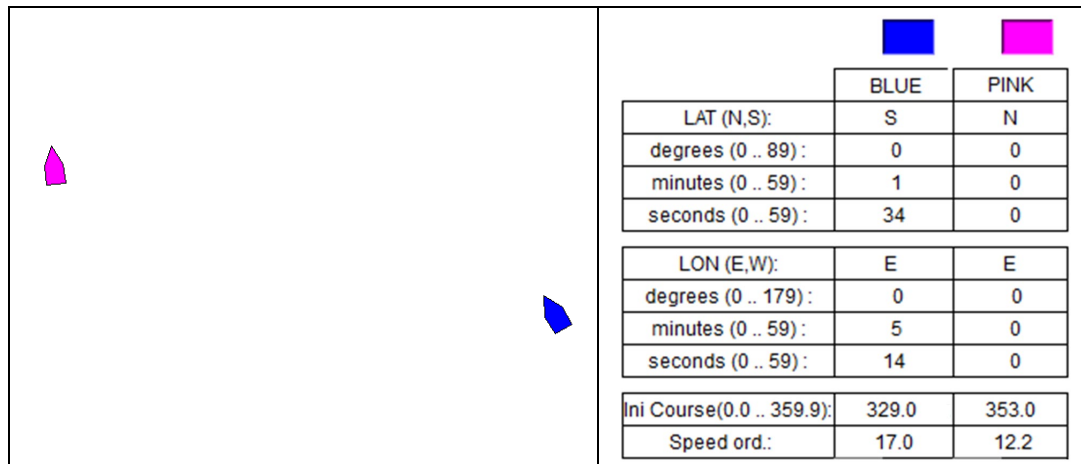 BLUE PINK
LAT (N,S): S N
degrees (0 .. 89) : 0 0
minutes (0 .. 59) : 1 0
seconds (0 .. 59) : 34 0
LON (E,W): E E
degrees (0 .. 179) : 0 0
minutes (0 .. 59) : 5 0
seconds (0 .. 59) : 14 0
Ini Course(0.0 .. 359.9): 329.0 353.0
Speed ord.: 17.0 12.2